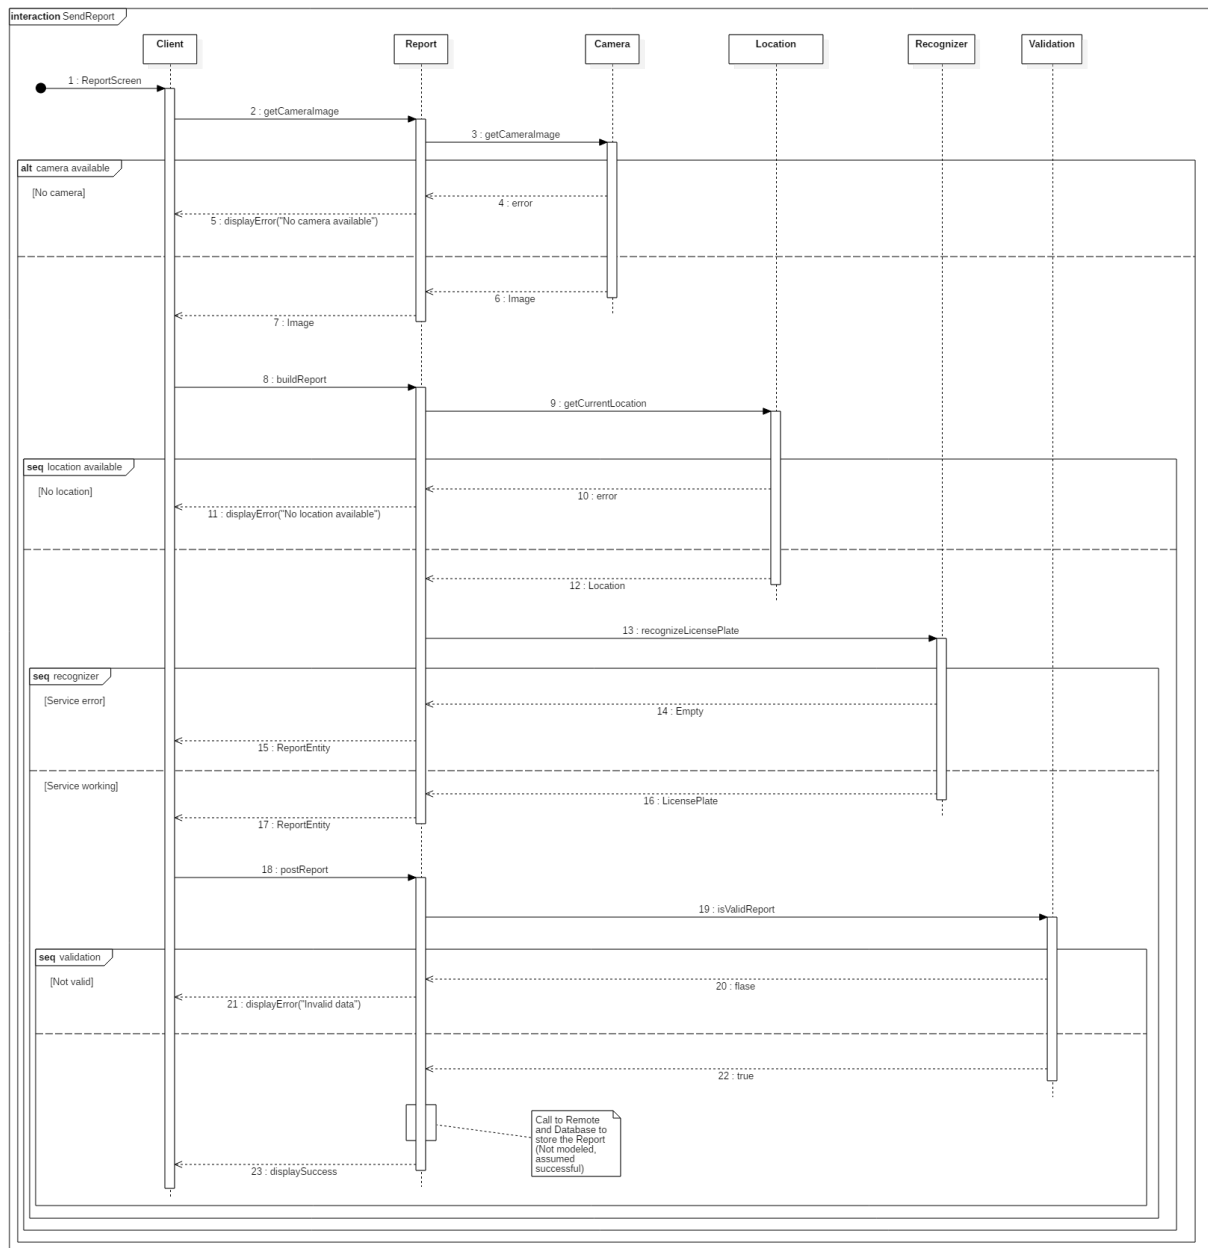 interaction SendReport
Client
Report
Camera
Location
Recognizer
Validation
1 : ReportScreen
2 : getCameraImage
3 : getCameraImage
alt camera available
[No camera]
4 : error
5 : displayError("No camera available")
6 : Image
7 : Image
8 : buildReport
9 : getCurrentLocation
seq location available
[No location]
10 : error
11 : displayError("No location available")
12 : Location
13 : recognizeLicensePlate
seq recognizer
[Service error]
14 : Empty
15 : ReportEntity
[Service working]
16 : LicensePlate
17 : ReportEntity
18 : postReport
19 : isValidReport
seq validation
[Not valid]
20 : flase
21 : displayError("Invalid data")
22 : true
Call to Remote
and Database to
store the Report
(Not modeled,
assumed
successful)
23 : displaySuccess